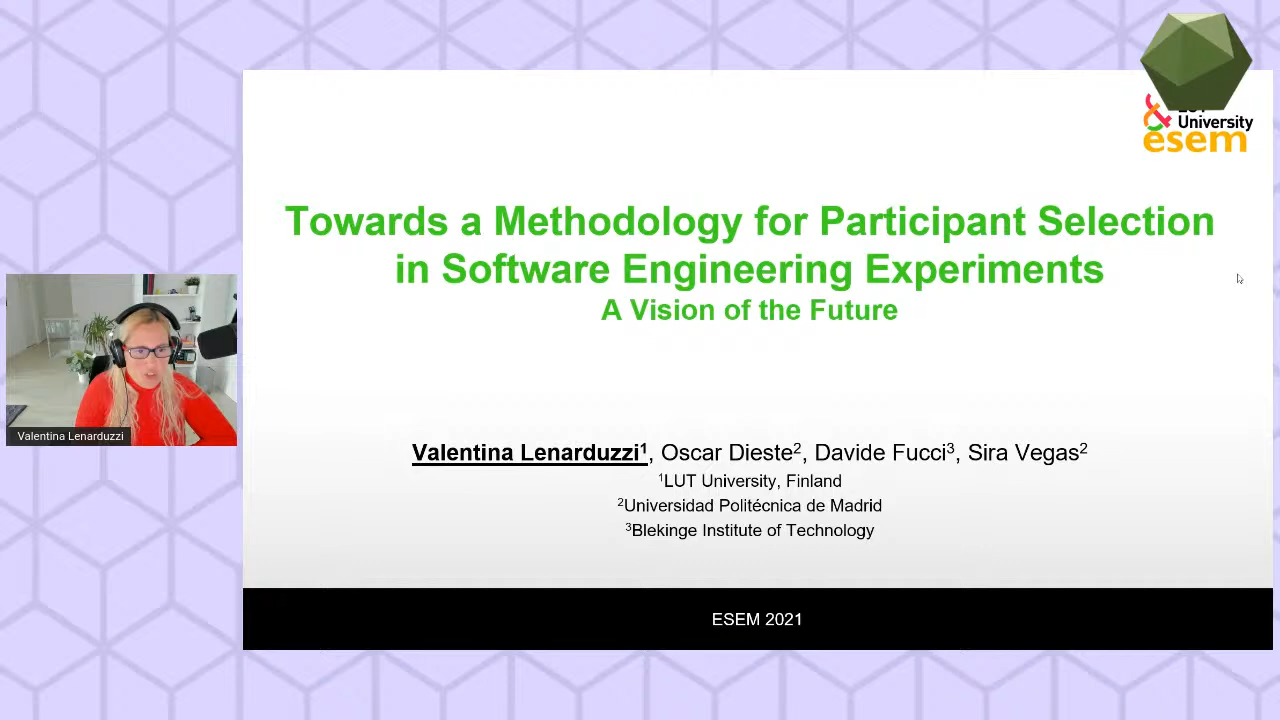 University
esem
Towards a Methodology for Participant Selection
in Software Engineering Experiments
A Vision of the Future
Valentina Lenarduzzi
Valentina Lenarduzzi¹, Oscar Dieste², Davide Fucci³, Sira Vegas²
¹LUT University, Finland
²Universidad Politécnica de Madrid
³Blekinge Institute of Technology
ESEM 2021